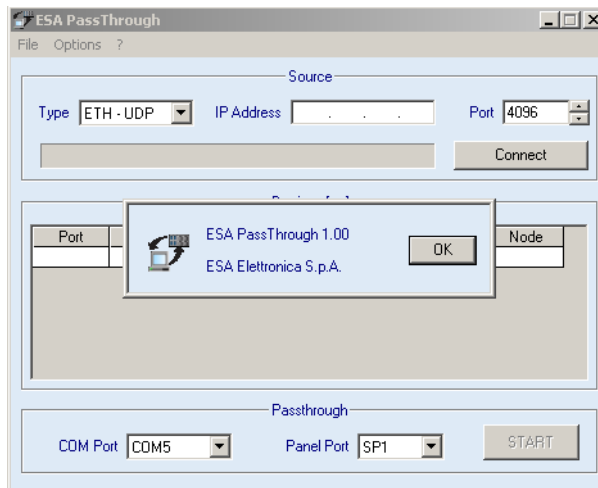 ESA PassThrough
File Options ?
Source
Type ETH - UDP IP Address . . . Port 4096
Connect
ESA PassThrough 1.00
ESA Elettronica S.p.A.
OK
Port Node
Passthrough
COM Port COM5 Panel Port SP1 START